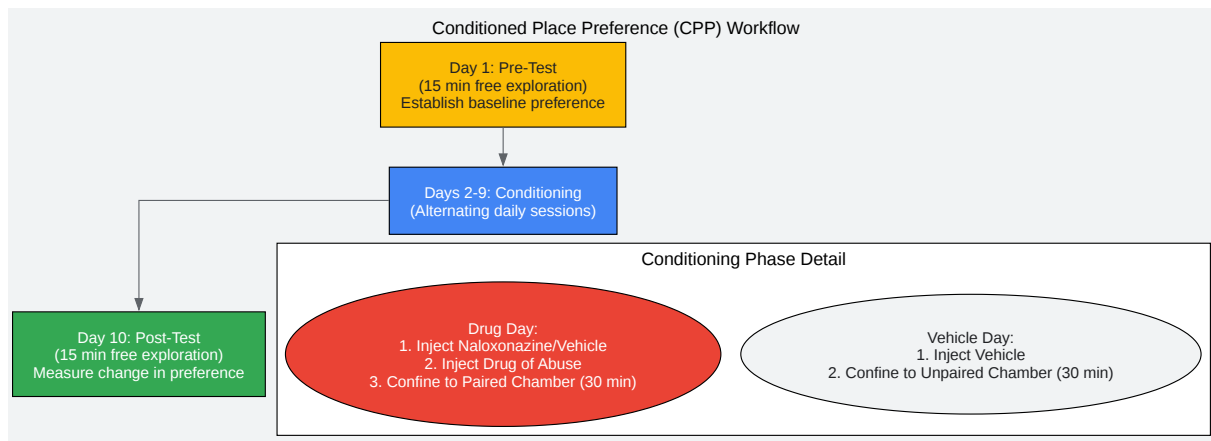 Conditioned Place Preference (CPP) Workflow
Day 1: Pre-Test
(15 min free exploration)
Establish baseline preference
Days 2-9: Conditioning
(Alternating daily sessions)
Conditioning Phase Detail
Drug Day:
1. Inject Naloxonazine/Vehicle
2. Inject Drug of Abuse
3. Confine to Paired Chamber (30 min)
Vehicle Day:
1. Inject Vehicle
2. Confine to Unpaired Chamber (30 min)
Day 10: Post-Test
(15 min free exploration)
Measure change in preference